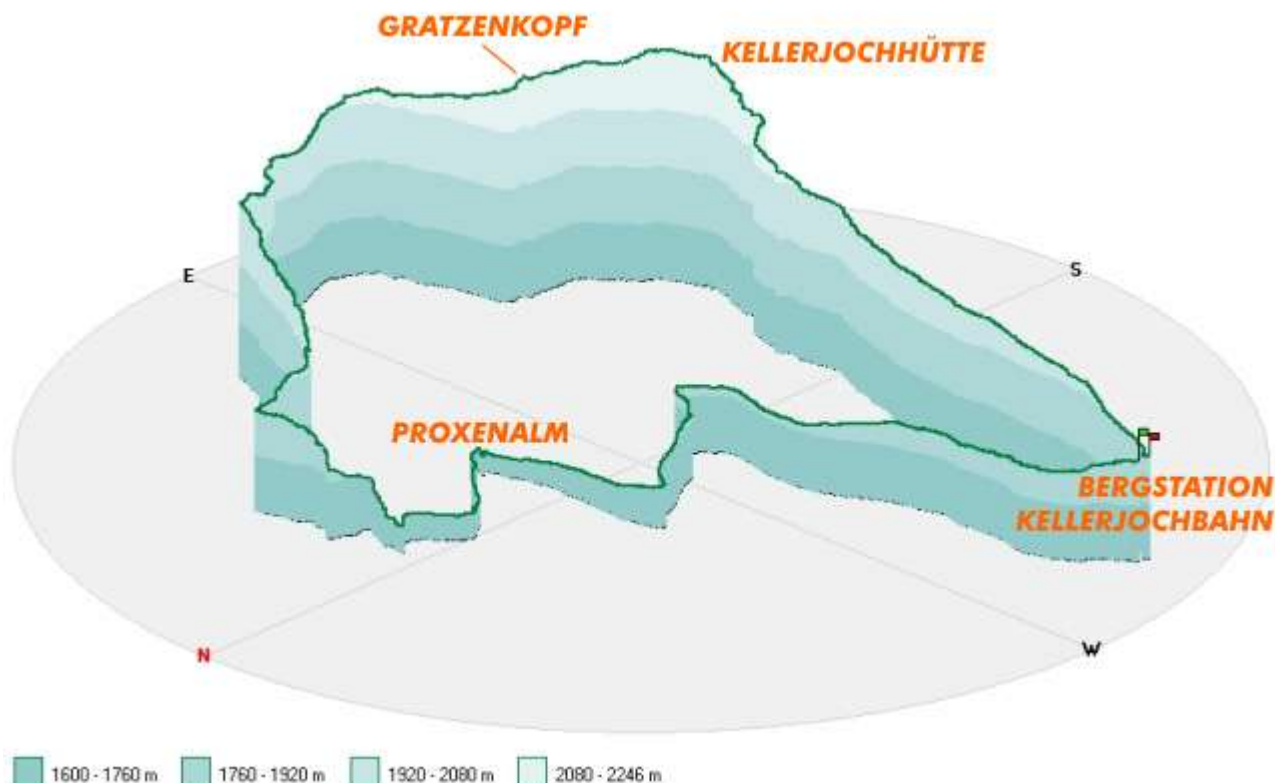 GRATZENKOPF
KELLERJOCHHÜTTE
E
S
PROXENALM
BERGSTATION
KELLERJOCHBAHN
N
W
1600 - 1760 m 1760 - 1920 m 1920 - 2080 m 2080 - 2246 m